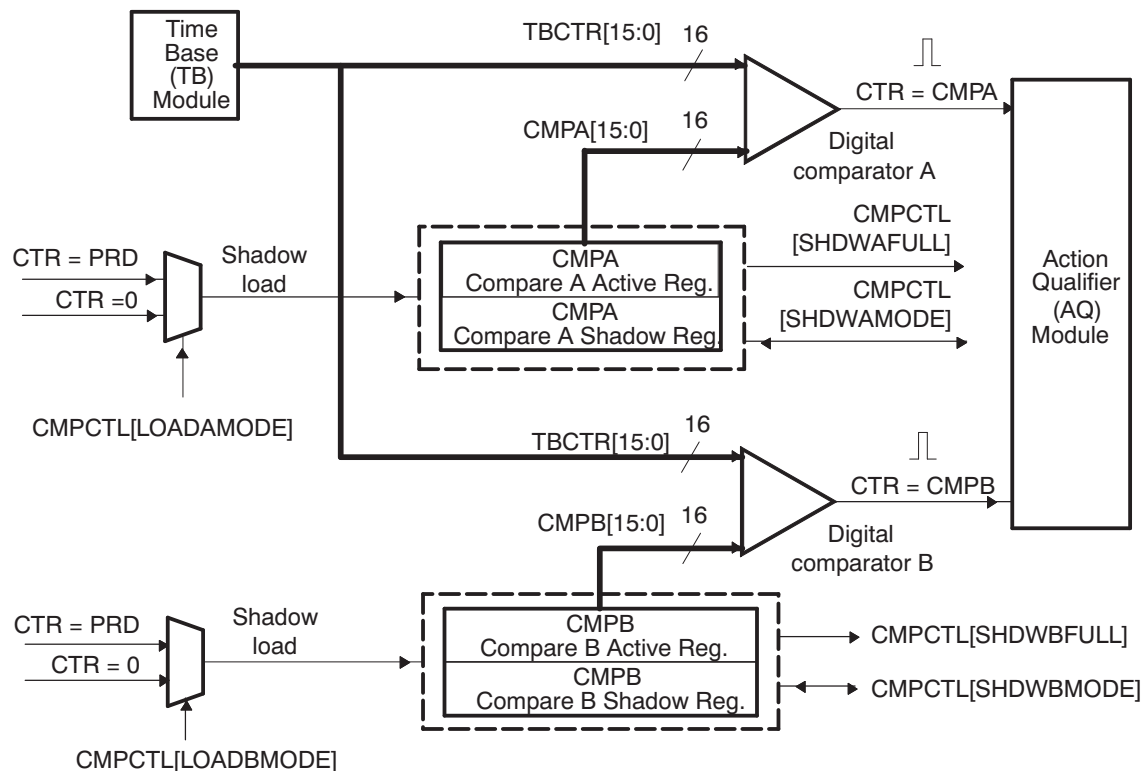 Time
Base
(TB)
Module
TBCTR[15:0]
16
CTR = CMPA
CMPA[15:0]
16
Digital
comparator A
CTR = PRD
CTR =0
Shadow
load
CMPA
Compare A Active Reg.
CMPA
Compare A Shadow Reg.
CMPCTL
[SHDWAFULL]
CMPCTL
[SHDWAMODE]
Action
Qualifier
(AQ)
Module
CMPCTL[LOADAMODE]
TBCTR[15:0]
16
CTR = CMPB
CMPB[15:0]
16
Digital
comparator B
CTR = PRD
CTR = 0
Shadow
load
CMPB
Compare B Active Reg.
CMPB
Compare B Shadow Reg.
CMPCTL[SHDWBFULL]
CMPCTL[SHDWBMODE]
CMPCTL[LOADBMODE]